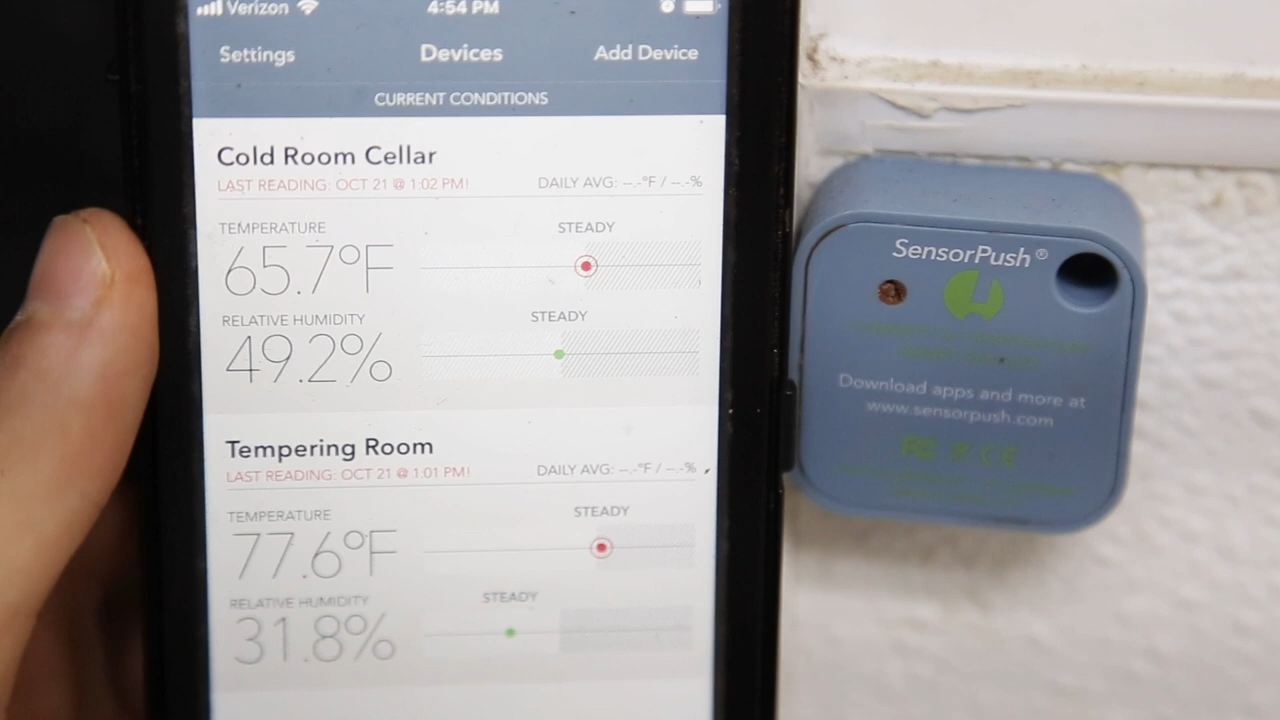 Verizon 4:54 PM
Settings Devices Add Device
CURRENT CONDITIONS
Cold Room Cellar
LAST READING: OCT 21 @ 1:02 PM! DAILY AVG: --.-°F / --.-%
TEMPERATURE STEADY
65.7°F
RELATIVE HUMIDITY STEADY
49.2%
Tempering Room
LAST READING: OCT 21 @ 1:01 PM! DAILY AVG: --.-°F / --.-%
TEMPERATURE STEADY
77.6°F
RELATIVE HUMIDITY STEADY
31.8%
SensorPush®
Download apps and more at
www.sensorpush.com
FC CE